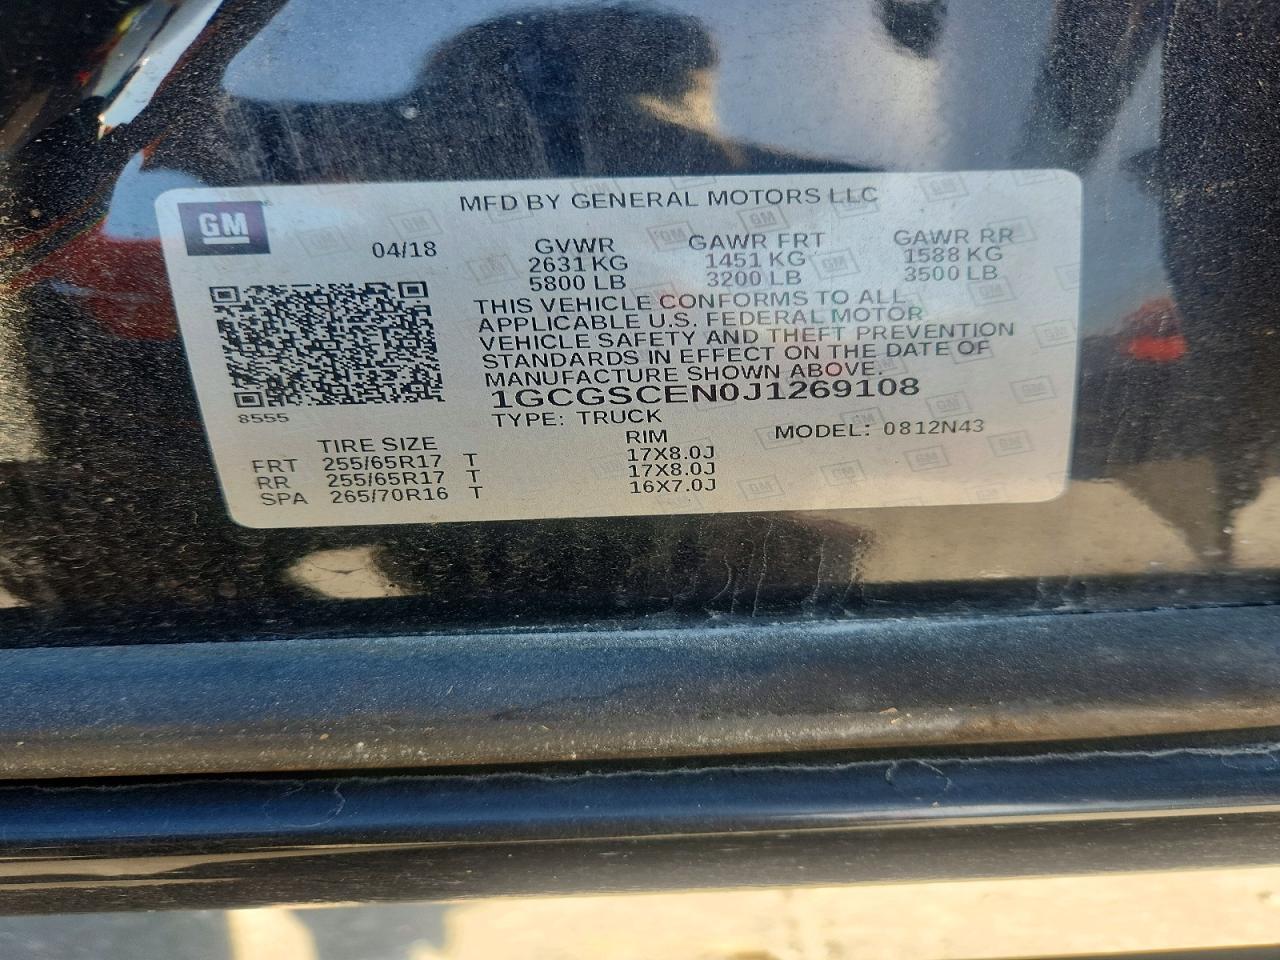 GM
MFD BY GENERAL MOTORS LLC
04/18 GVWR GAWR FRT GAWR RR
2631 KG 1451 KG 1588 KG
5800 LB 3200 LB 3500 LB
THIS VEHICLE CONFORMS TO ALL
APPLICABLE U.S. FEDERAL MOTOR
VEHICLE SAFETY AND THEFT PREVENTION
STANDARDS IN EFFECT ON THE DATE OF
MANUFACTURE SHOWN ABOVE.
1GCGSCEN0J1269108
8555
TYPE: TRUCK
MODEL: 0812N43
TIRE SIZE RIM
FRT 255/65R17 T 17X8.0J
RR 255/65R17 T 17X8.0J
SPA 265/70R16 T 16X7.0J